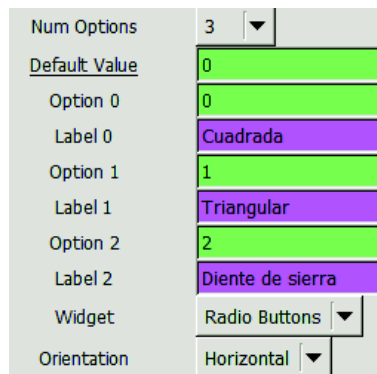 Num Options 3
Default Value 0
Option 0 0
Label 0 Cuadrada
Option 1 1
Label 1 Triangular
Option 2 2
Label 2 Diente de sierra
Widget Radio Buttons
Orientation Horizontal